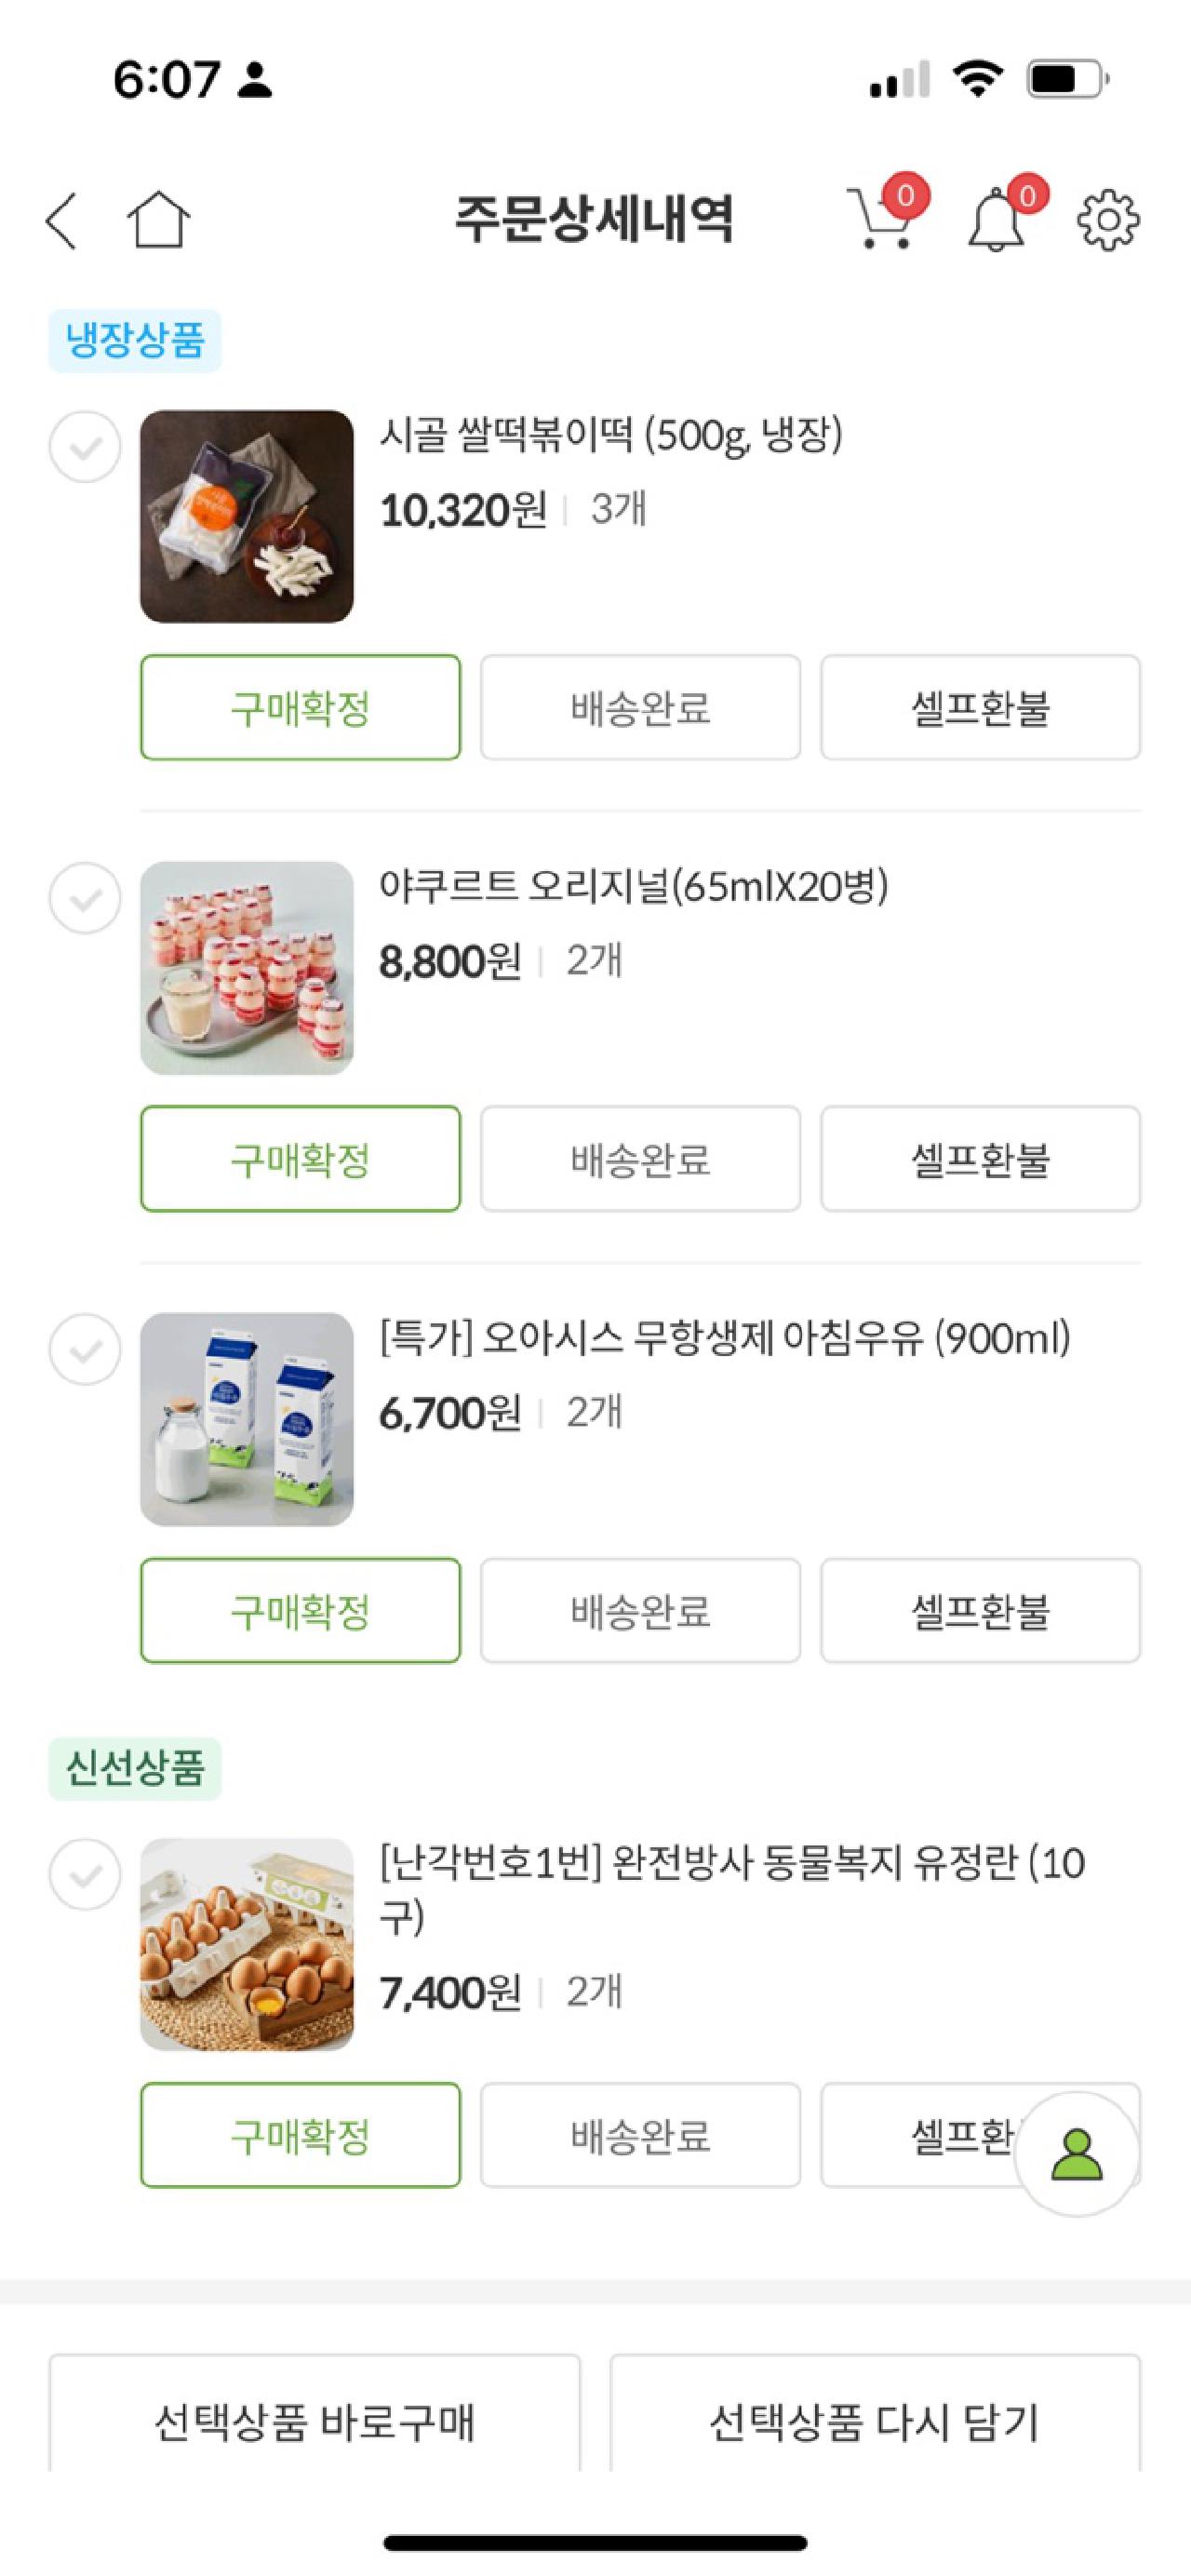 6:07
주문상세내역
0
0
냉장상품
시골 쌀떡볶이떡 (500g, 냉장)
10,320원 3개
구매확정 배송완료 셀프환불
야쿠르트 오리지널(65mlX20병)
8,800원 2개
구매확정 배송완료 셀프환불
[특가] 오아시스 무항생제 아침우유 (900ml)
6,700원 2개
구매확정 배송완료 셀프환불
신선상품
[난각번호1번] 완전방사 동물복지 유정란 (10
구)
7,400원 2개
구매확정 배송완료 셀프환
선택상품 바로구매 선택상품 다시 담기